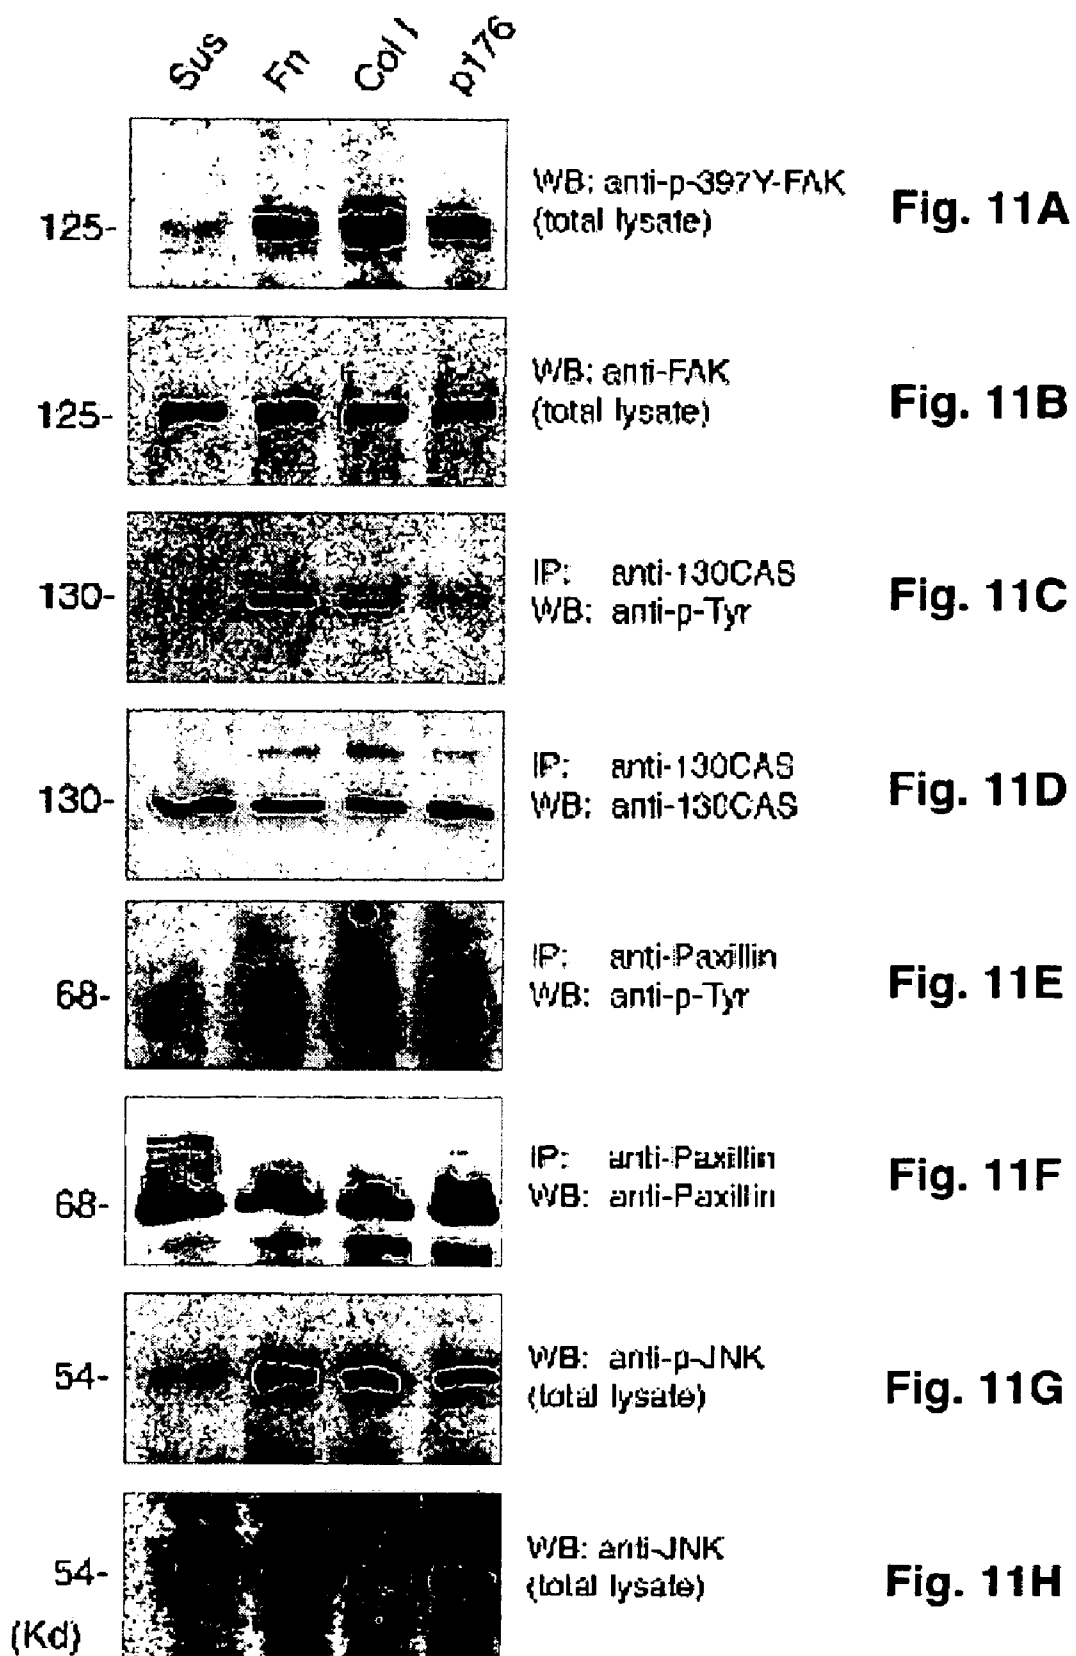 Sus Fn Col I p176
125-
WB: anti-p-397Y-FAK
(total lysate)
Fig. 11A
125-
WB: anti-FAK
(total lysate)
Fig. 11B
130-
IP: anti-130CAS
WB: anti-p-Tyr
Fig. 11C
130-
IP: anti-130CAS
WB: anti-130CAS
Fig. 11D
68-
IP: anti-Paxillin
WB: anti-p-Tyr
Fig. 11E
68-
IP: anti-Paxillin
WB: anti-Paxillin
Fig. 11F
54-
WB: anti-p-JNK
(total lysate)
Fig. 11G
54-
WB: anti-JNK
(total lysate)
Fig. 11H
(Kd)